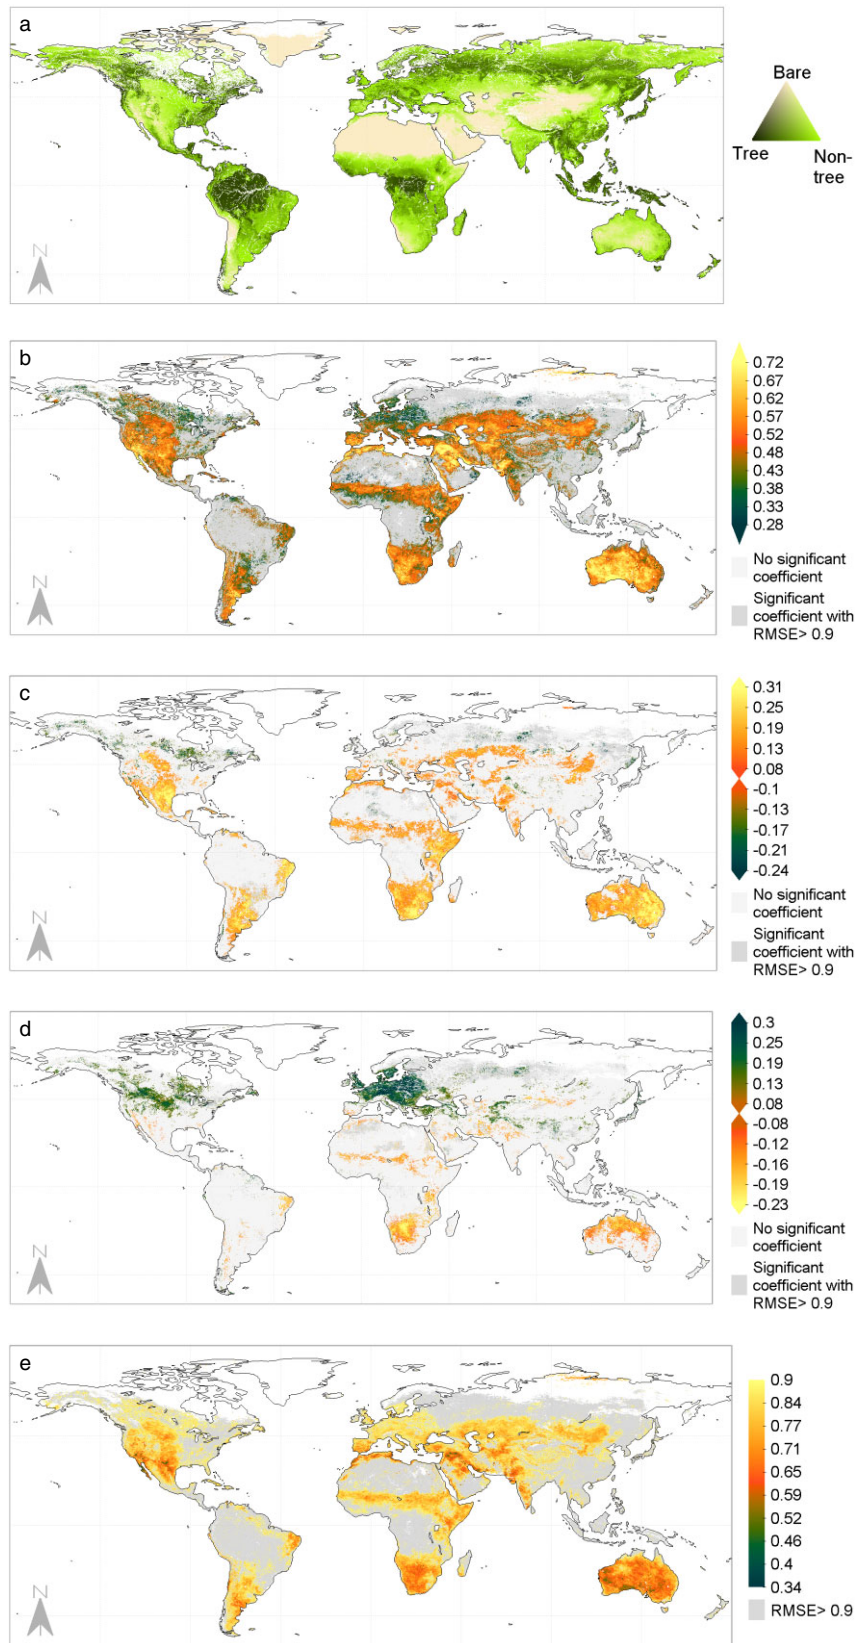 a
Bare
Tree
Non-
tree
N
b
0.72
0.67
0.62
0.57
0.52
0.48
0.43
0.38
0.33
0.28
No significant
coefficient
Significant
coefficient with
RMSE> 0.9
N
c
0.31
0.25
0.19
0.13
0.08
-0.1
-0.13
-0.17
-0.21
-0.24
No significant
coefficient
Significant
coefficient with
RMSE> 0.9
N
d
0.3
0.25
0.19
0.13
0.08
-0.08
-0.12
-0.16
-0.19
-0.23
No significant
coefficient
Significant
coefficient with
RMSE> 0.9
N
e
0.9
0.84
0.77
0.71
0.65
0.59
0.52
0.46
0.4
0.34
RMSE> 0.9
N